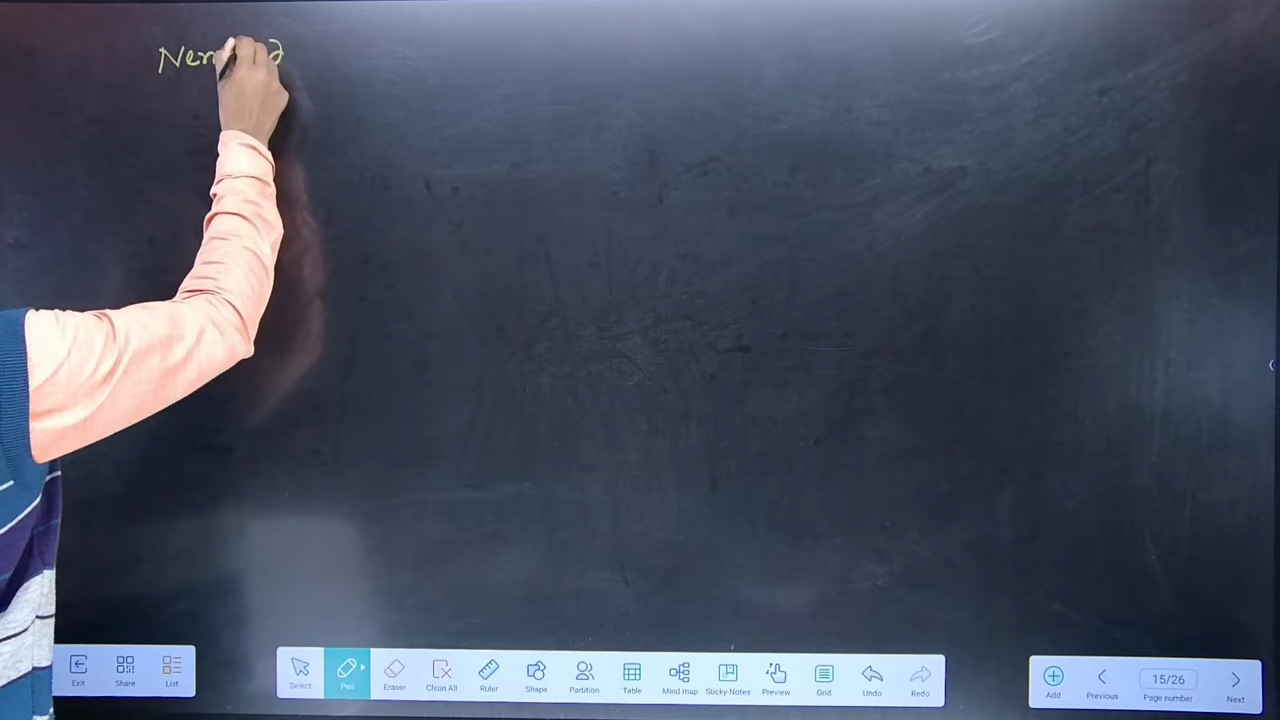 Exit
Share
List
Select
Pen
Eraser
Clean All
Ruler
Shape
Partition
Table
Mind map
Sticky-Notes
Preview
Grid
Undo
Redo
Add
Previous
15/26
Page number
Next